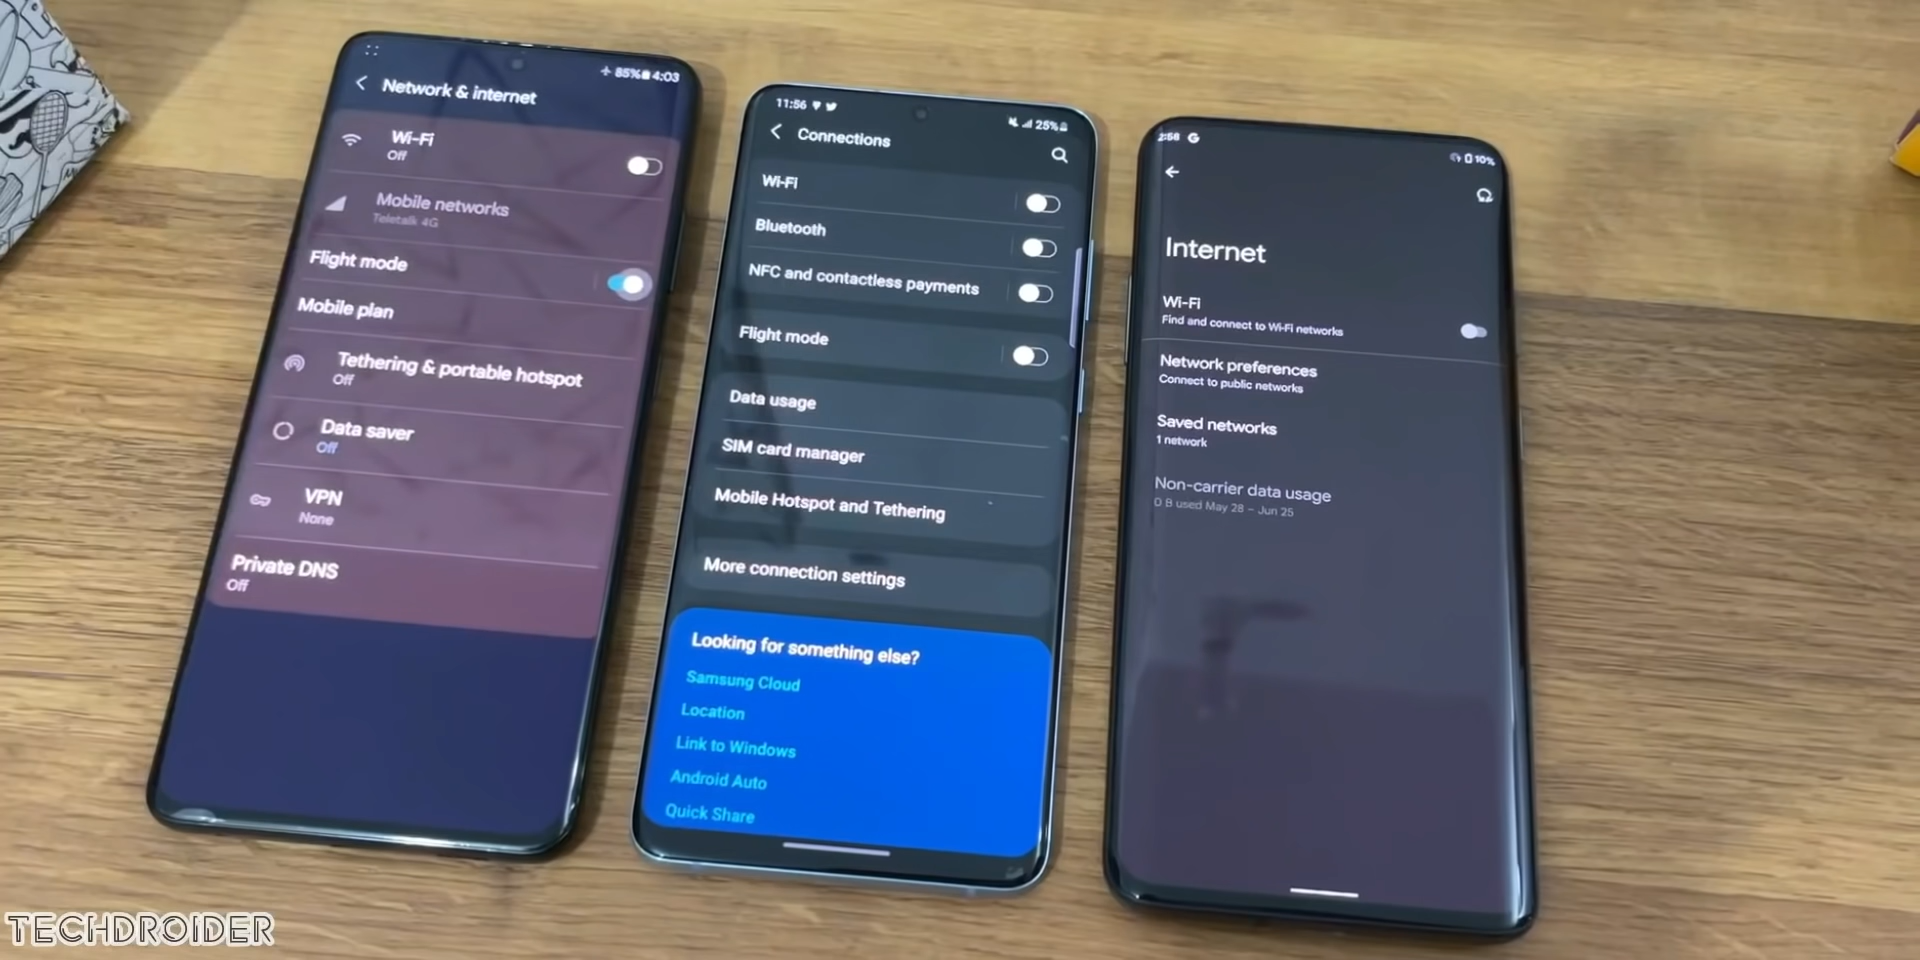 85% 4:03
Network & internet
Wi-Fi
Off
Mobile networks
Teletalk 4G
Flight mode
Mobile plan
Tethering & portable hotspot
Off
Data saver
Off
VPN
None
Private DNS
Off
11:56
25%
Connections
Wi-Fi
Bluetooth
NFC and contactless payments
Flight mode
Data usage
SIM card manager
Mobile Hotspot and Tethering
More connection settings
Looking for something else?
Samsung Cloud
Location
Link to Windows
Android Auto
Quick Share
2:58 G
10%
Internet
Wi-Fi
Find and connect to Wi-Fi networks
Network preferences
Connect to public networks
Saved networks
1 network
Non-carrier data usage
0 B used May 28 – Jun 25
TECHDROIDER